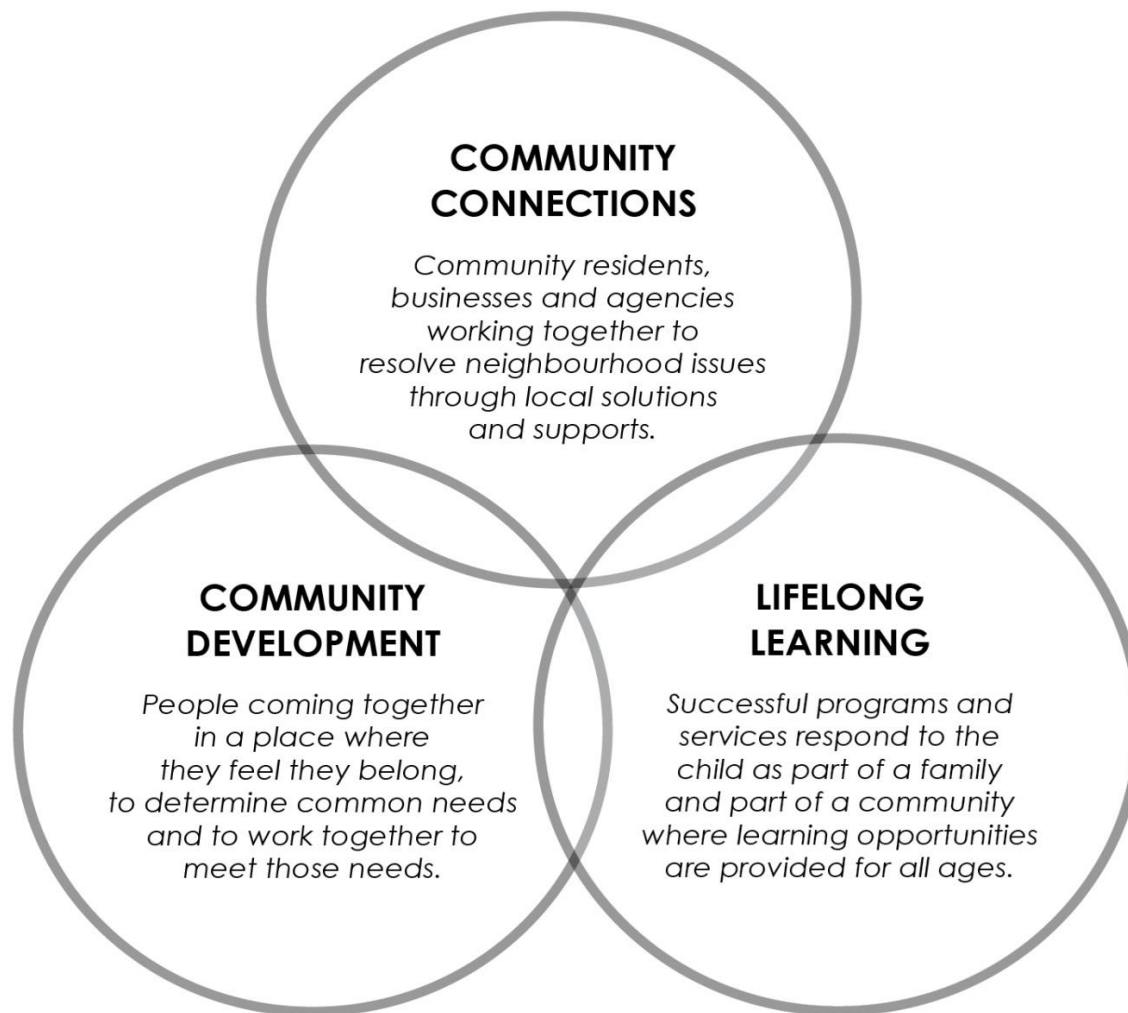 COMMUNITY
CONNECTIONS
Community residents,
businesses and agencies
working together to
resolve neighbourhood issues
through local solutions
and supports.
COMMUNITY
DEVELOPMENT
People coming together
in a place where
they feel they belong,
to determine common needs
and to work together to
meet those needs.
LIFELONG
LEARNING
Successful programs and
services respond to the
child as part of a family
and part of a community
where learning opportunities
are provided for all ages.